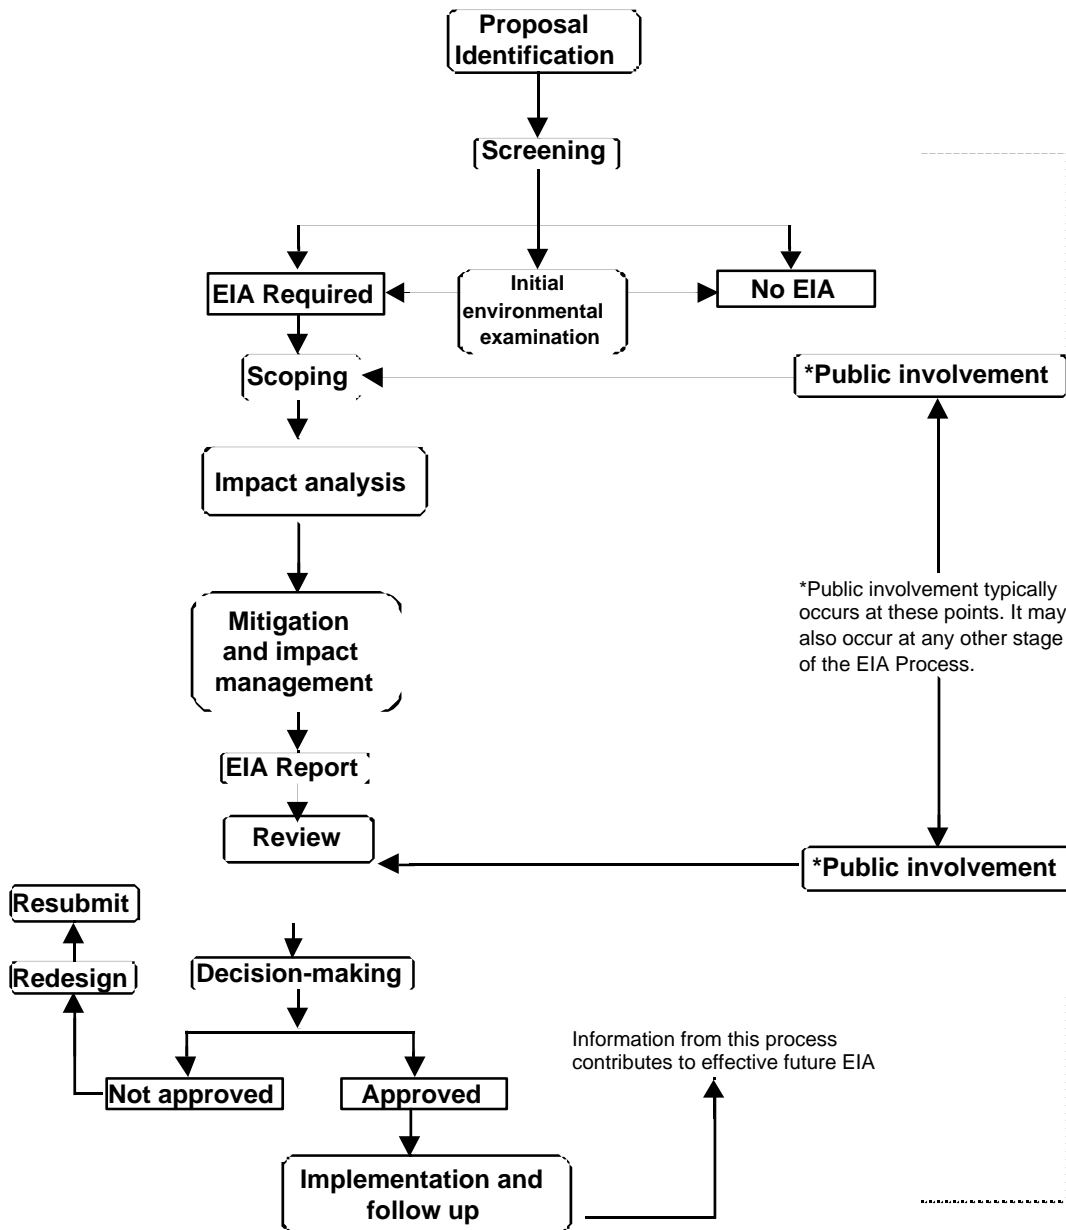 Proposal
Identification
Screening
EIA Required
Initial
environmental
examination
No EIA
Scoping
*Public involvement
Impact analysis
*Public involvement typically
occurs at these points. It may
also occur at any other stage
of the EIA Process.
Mitigation
and impact
management
EIA Report
Review
*Public involvement
Resubmit
Redesign
Decision-making
Information from this process
contributes to effective future EIA
Not approved
Approved
Implementation and
follow up